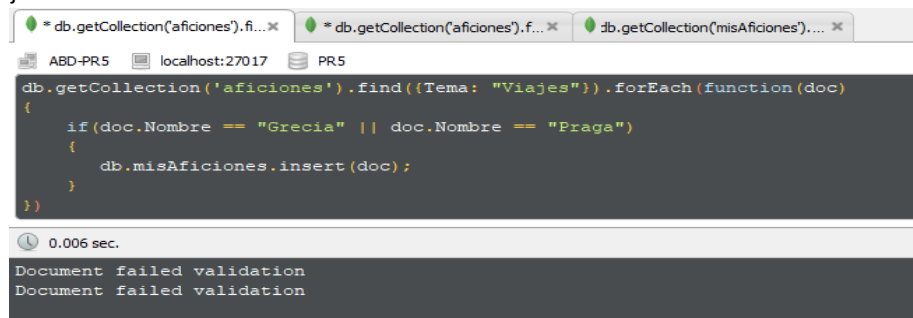 * db.getCollection('aficiones').fi... * db.getCollection('aficiones').f... db.getCollection('misAficiones')....
ABD-PR5 localhost:27017 PR5
db.getCollection('aficiones').find({Tema: "Viajes"}).forEach(function(doc)
{
if(doc.Nombre == "Grecia" || doc.Nombre == "Praga")
{
db.misAficiones.insert(doc);
}
})
0.006 sec.
Document failed validation
Document failed validation